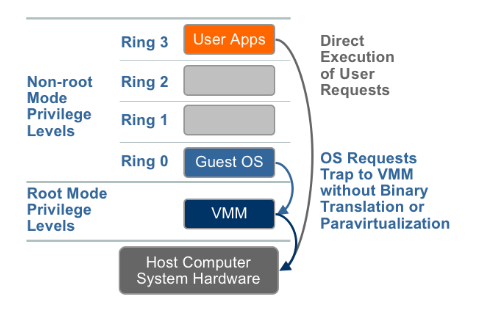 Ring 3
User Apps
Direct
Execution
of User
Requests
Non-root
Mode
Privilege
Levels
Ring 2
Ring 1
Ring 0
Guest OS
OS Requests
Trap to VMM
without Binary
Translation or
Paravirtualization
Root Mode
Privilege
Levels
VMM
Host Computer
System Hardware